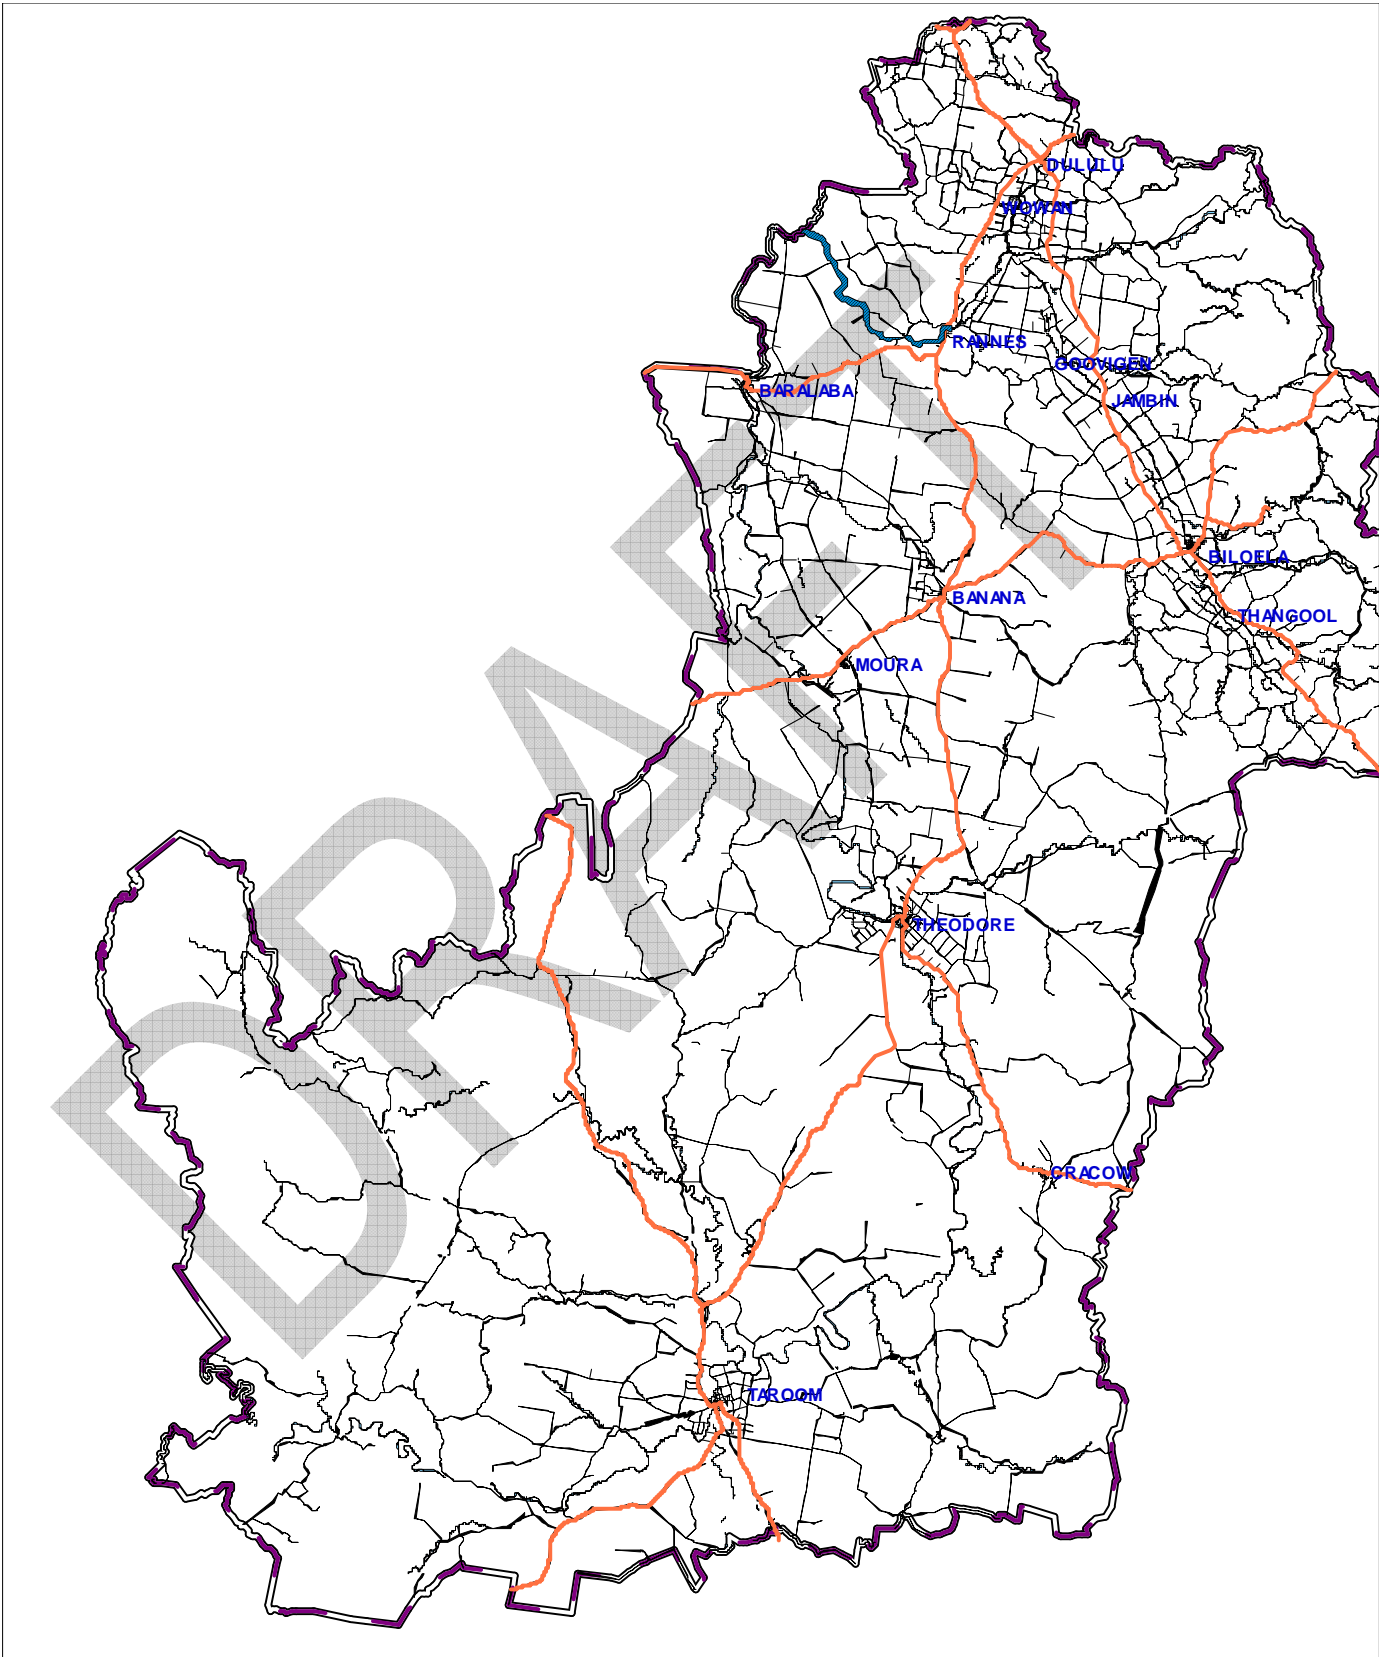 DULULU
WOWAN
RANNES
GOOVIGEN
BARALABA
JAMBIN
BILOELA
BANANA
THANGOOL
MOURA
THEODORE
CRACOW
TAROOM
DRAFT